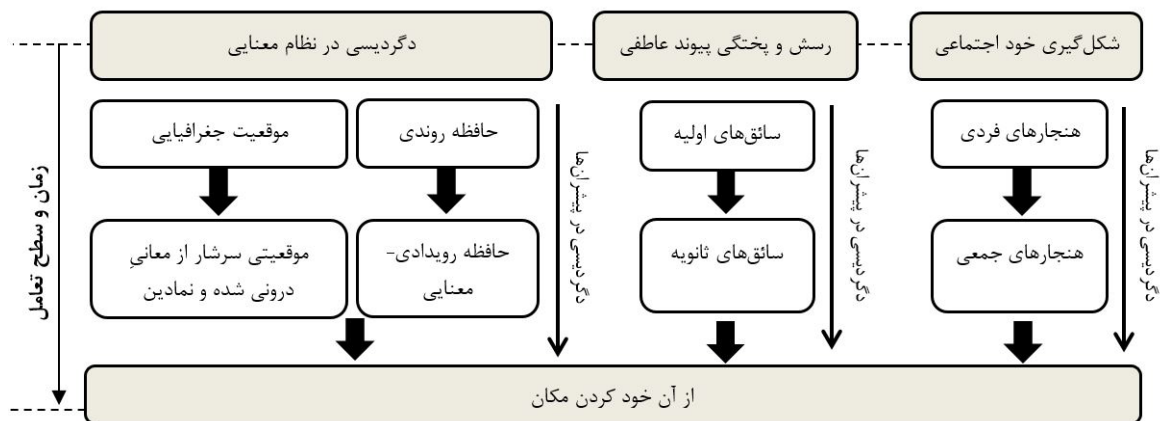 شکل‌گیری خود اجتماعی
رسش و پختگی پیوند عاطفی
دگردیسی در نظام معنایی
هنجارهای فردی
سائق‌های اولیه
حافظه روندی
موقعیت جغرافیایی
هنجارهای جمعی
سائق‌های ثانویه
حافظه رویدادی-
معنایی
موقعیتی سرشار از معانیِ
درونی شده و نمادین
دگردیسی در پیشران‌ها
دگردیسی در پیشران‌ها
دگردیسی در پیشران‌ها
زمان و سطح تعامل
از آن خود کردن مکان